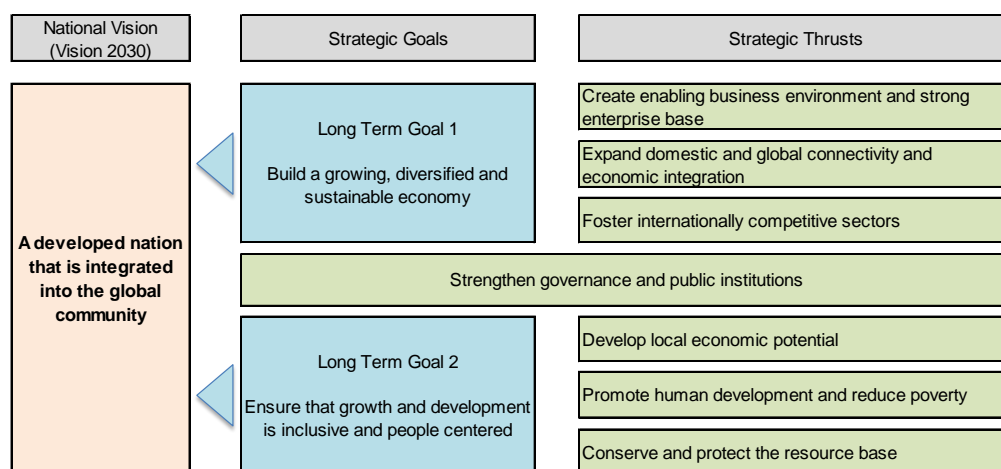 National Vision
(Vision 2030)
Strategic Goals
Strategic Thrusts
A developed nation
that is integrated
into the global
community
Long Term Goal 1
Build a growing, diversified and
sustainable economy
Create enabling business environment and strong
enterprise base
Expand domestic and global connectivity and
economic integration
Foster internationally competitive sectors
Strengthen governance and public institutions
Long Term Goal 2
Ensure that growth and development
is inclusive and people centered
Develop local economic potential
Promote human development and reduce poverty
Conserve and protect the resource base